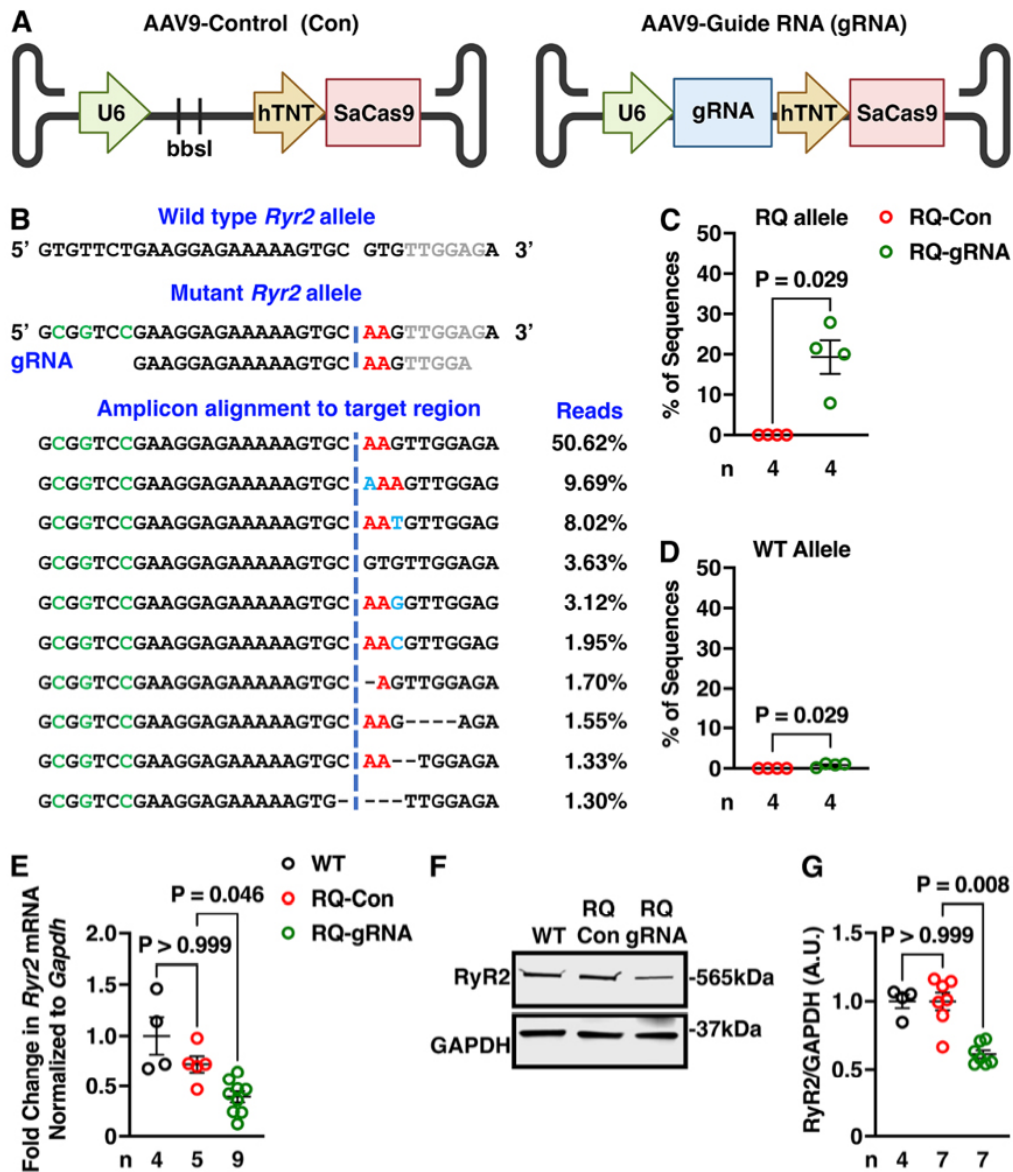 A
AAV9-Control (Con)
AAV9-Guide RNA (gRNA)
U6
bbsI
hTNT
SaCas9
U6
gRNA
hTNT
SaCas9
B
Wild type Ryr2 allele
5’ GTGTTCTGAAGGAGAAAAAGTGC GTGTTGGAGA 3’
Mutant Ryr2 allele
5’ GCGGTCCGAAGGAGAAAAAGTGC AAGTTGGAGA 3’
gRNA GAAGGAGAAAAAGTGC AAGTTGGA
Amplicon alignment to target region Reads
GCGGTCCGAAGGAGAAAAAGTGC AAGTTGGAGA 50.62%
GCGGTCCGAAGGAGAAAAAGTGC AAAGTTGGAG 9.69%
GCGGTCCGAAGGAGAAAAAGTGC AATGTTGGAG 8.02%
GCGGTCCGAAGGAGAAAAAGTGC GTGTTGGAGA 3.63%
GCGGTCCGAAGGAGAAAAAGTGC AAGGTTGGAG 3.12%
GCGGTCCGAAGGAGAAAAAGTGC AACGTTGGAG 1.95%
GCGGTCCGAAGGAGAAAAAGTGC -AGTTGGAGA 1.70%
GCGGTCCGAAGGAGAAAAAGTGC AAG----AGA 1.55%
GCGGTCCGAAGGAGAAAAAGTGC AA--TGGAGA 1.33%
GCGGTCCGAAGGAGAAAAAGTG- ---TTGGAGA 1.30%
C
RQ allele
RQ-Con
RQ-gRNA
% of Sequences
50
40
30
20
10
0
P = 0.029
n 4 4
D
WT Allele
% of Sequences
50
40
30
20
10
0
P = 0.029
n 4 4
E
WT
RQ-Con
RQ-gRNA
Fold Change in Ryr2 mRNA
Normalized to Gapdh
2.0
1.5
1.0
0.5
0
P = 0.046
P > 0.999
n 4 5 9
F
WT
RQ
Con
RQ
gRNA
RyR2
-565kDa
GAPDH
-37kDa
G
RyR2/GAPDH (A.U.)
1.5
1.0
0.5
0
P = 0.008
P > 0.999
n 4 7 7